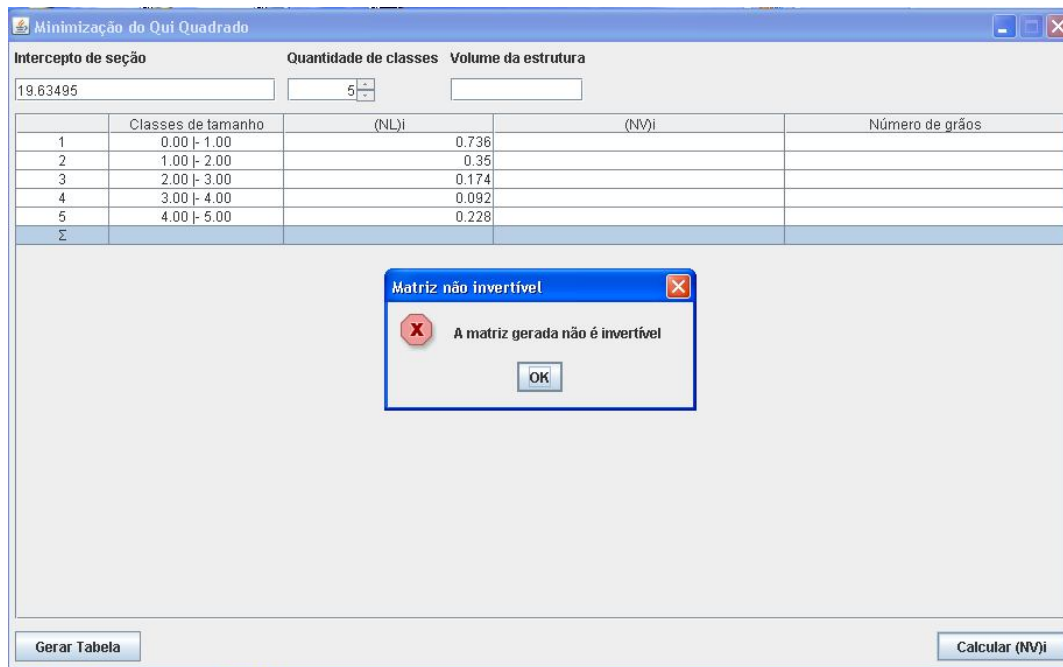 Minimização do Qui Quadrado
Intercepto de seção Quantidade de classes Volume da estrutura
19.63495 5
Classes de tamanho (NL)i (NV)i Número de grãos
1 0.00 |- 1.00 0.736
2 1.00 |- 2.00 0.35
3 2.00 |- 3.00 0.174
4 3.00 |- 4.00 0.092
5 4.00 |- 5.00 0.228
Σ
Matriz não invertível
X A matriz gerada não é invertível
OK
Gerar Tabela Calcular (NV)i